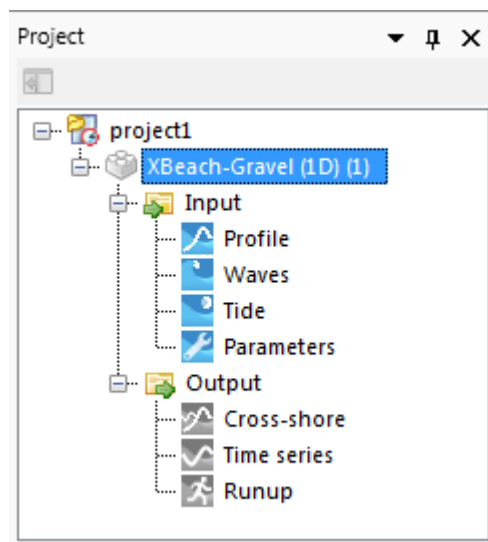 Project
project1
XBeach-Gravel (1D) (1)
Input
Profile
Waves
Tide
Parameters
Output
Cross-shore
Time series
Runup